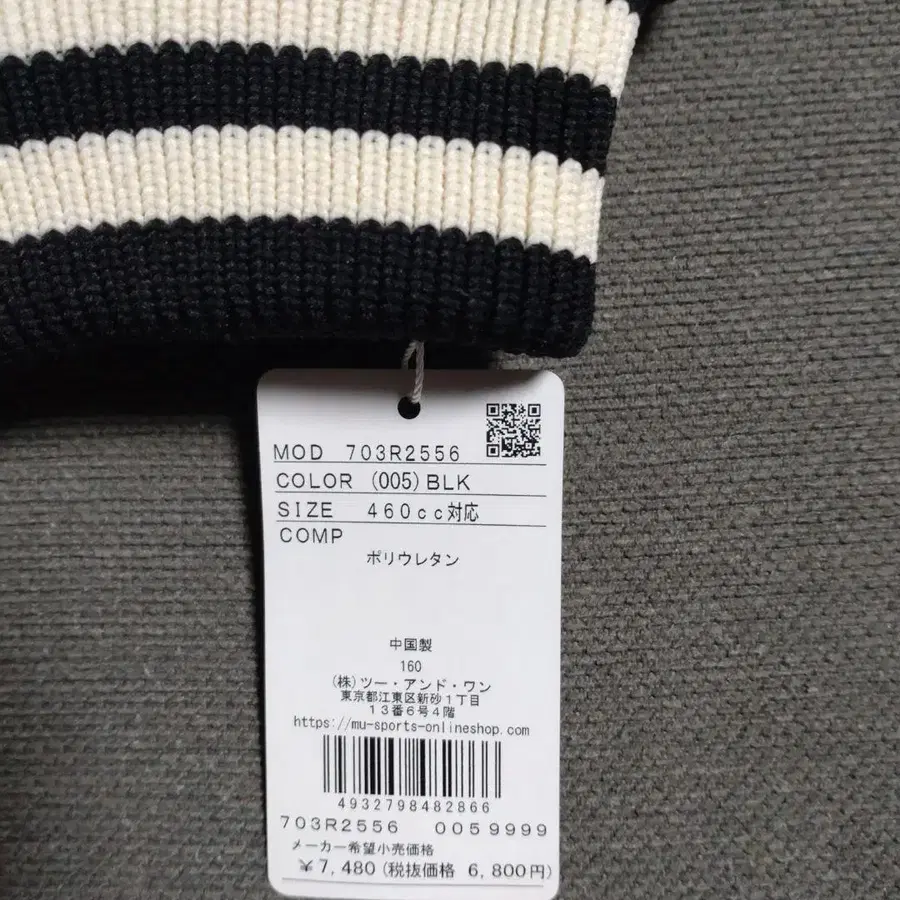 MOD 703R2556
COLOR (005)BLK
SIZE 460cc対応
COMP
ポリウレタン
中国製
160
(株)ツー・アンド・ワン
東京都江東区新砂1丁目
13番6号4階
https://mu-sports-onlineshop.com
4932798482866
703R2556 0059999
メーカー希望小売価格
¥7,480(税抜価格 6,800円)